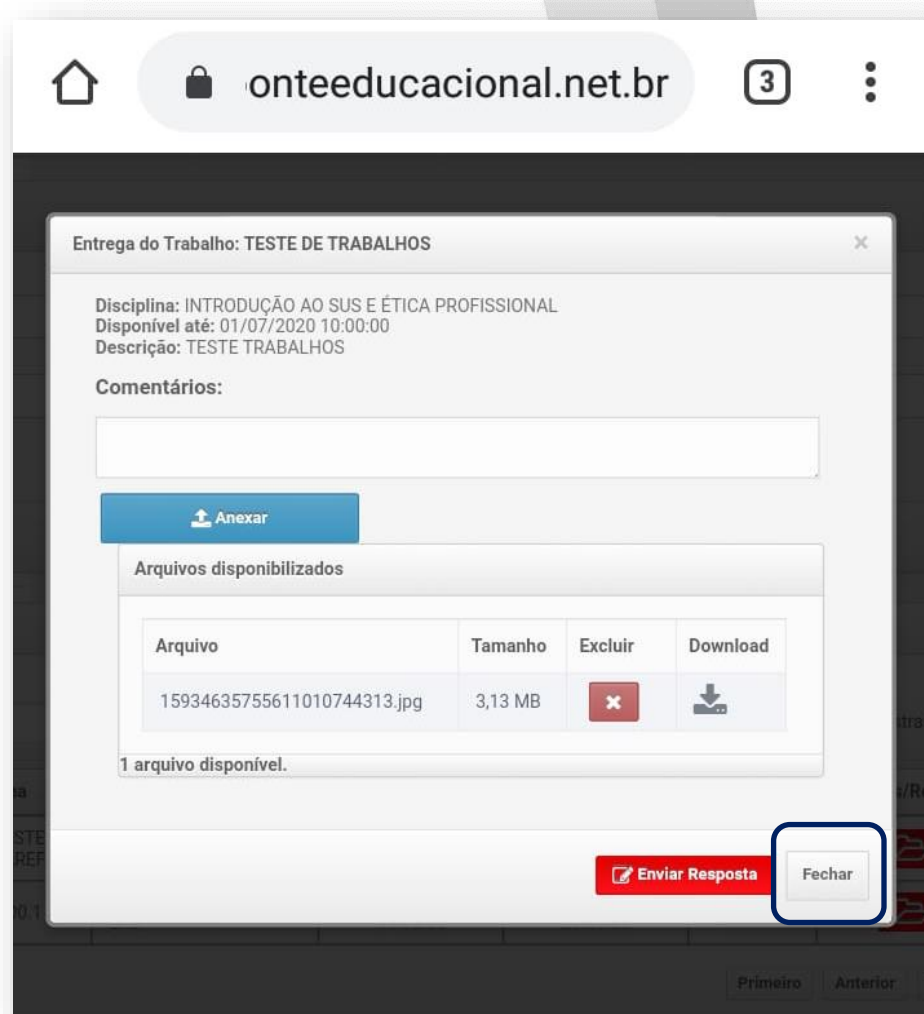 onteeducacional.net.br
3
Entrega do Trabalho: TESTE DE TRABALHOS
Disciplina: INTRODUÇÃO AO SUS E ÉTICA PROFISSIONAL
Disponível até: 01/07/2020 10:00:00
Descrição: TESTE TRABALHOS
Comentários:
Anexar
Arquivos disponibilizados
Arquivo Tamanho Excluir Download
15934635755611010744313.jpg 3,13 MB
1 arquivo disponível.
Enviar Resposta Fechar
Primeiro Anterior